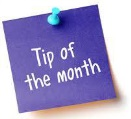 Tip of
the month